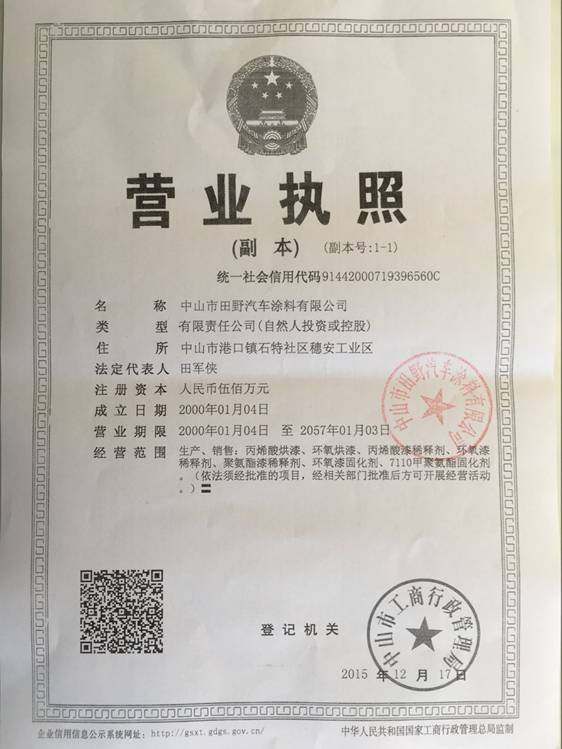 营业执照
(副 本) (副本号:1-1)
统一社会信用代码91442000719396560C
名 称 中山市田野汽车涂料有限公司
类 型 有限责任公司(自然人投资或控股)
住 所 中山市港口镇石特社区穗安工业区
法定代表人 田军侠
注册资本 人民币伍佰万元
成立日期 2000年01月04日
营业期限 2000年01月04日 至 2057年01月03日
经营范围 生产、销售：丙烯酸烘漆、环氧烘漆、丙烯酸漆稀释剂、环氧漆
稀释剂、聚氨酯漆稀释剂、环氧漆固化剂、7110甲聚氨酯固化剂
。（依法须经批准的项目，经相关部门批准后方可开展经营活动
。）
中山市田野汽车涂料有限公司
登记机关
中山市工商行政管理局
2015 年 12 月 17 日
企业信用信息公示系统网址：http://gsxt.gdgs.gov.cn/ 中华人民共和国国家工商行政管理总局监制